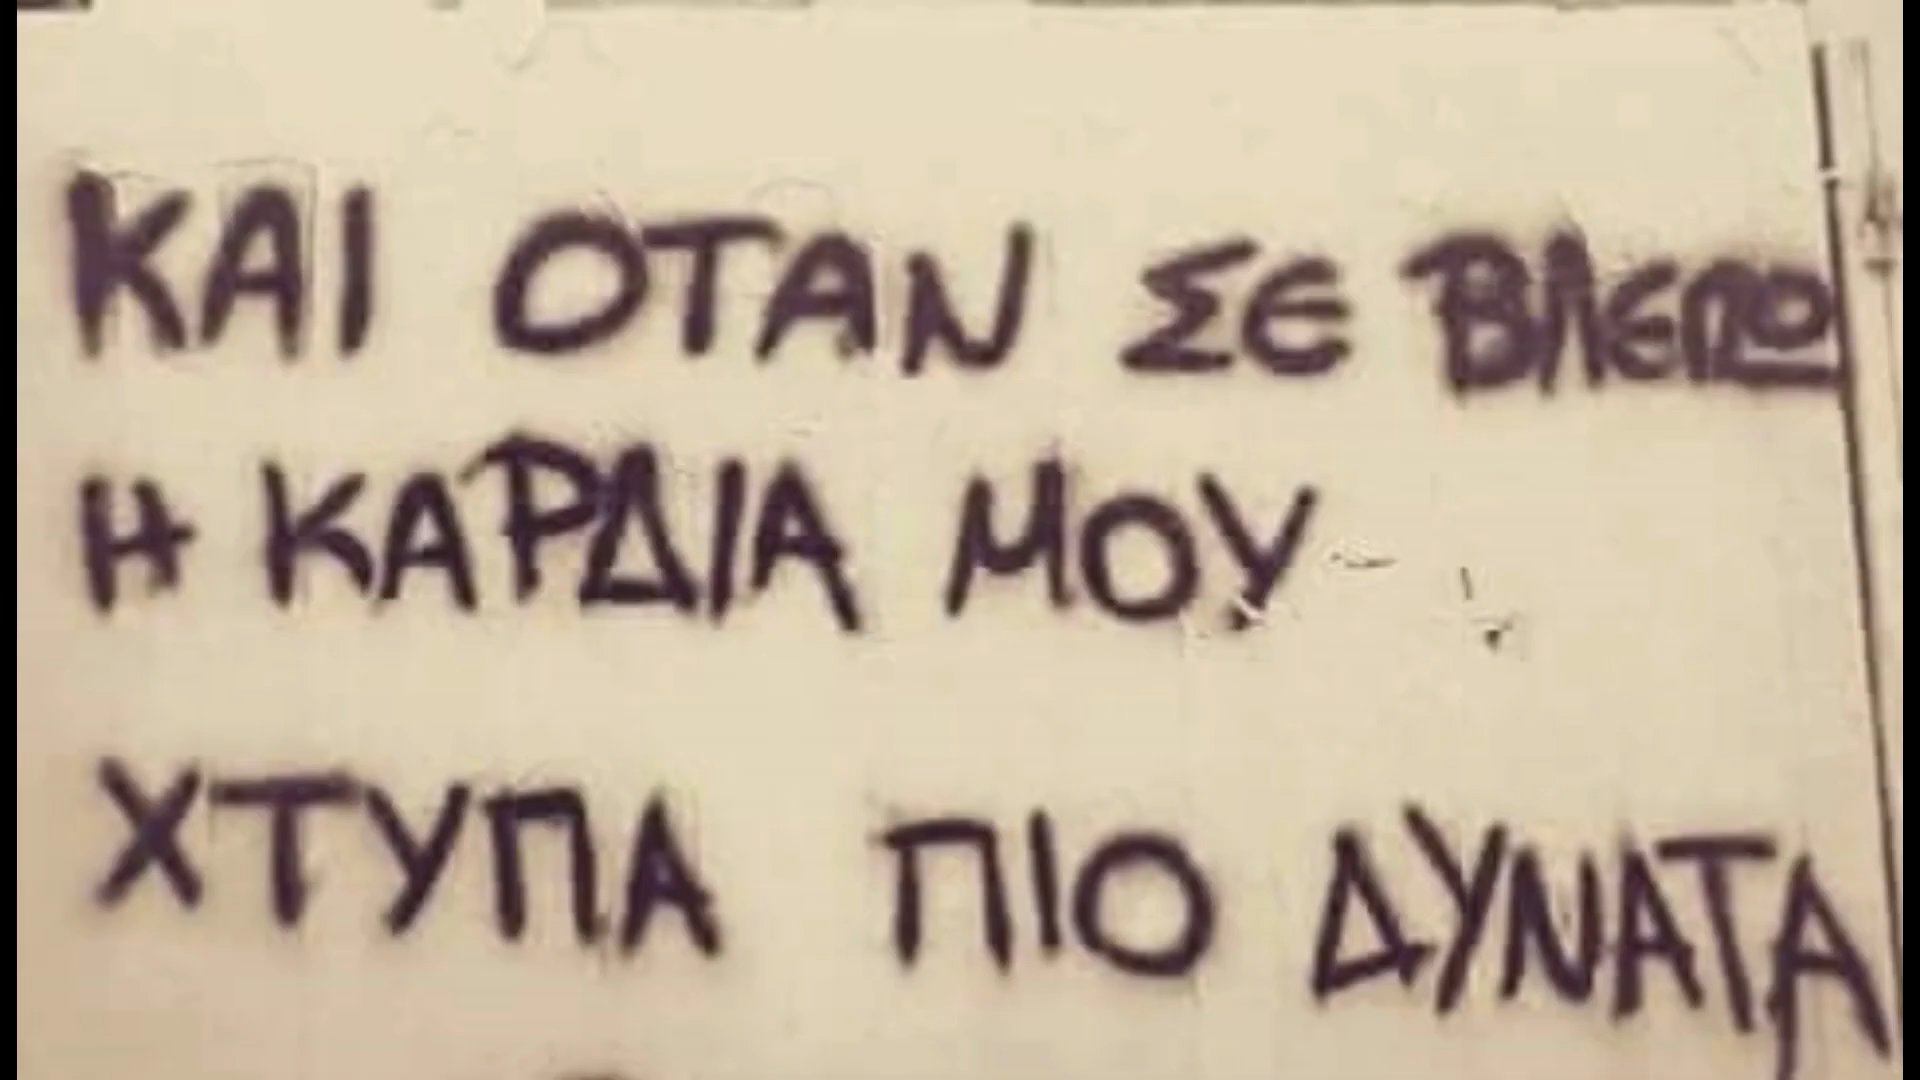 ΚΑΙ ΟΤΑΝ ΣΕ ΒΛΕΠΩ
Η ΚΑΡΔΙΑ ΜΟΥ
ΧΤΥΠΑ ΠΙΟ ΔΥΝΑΤΑ